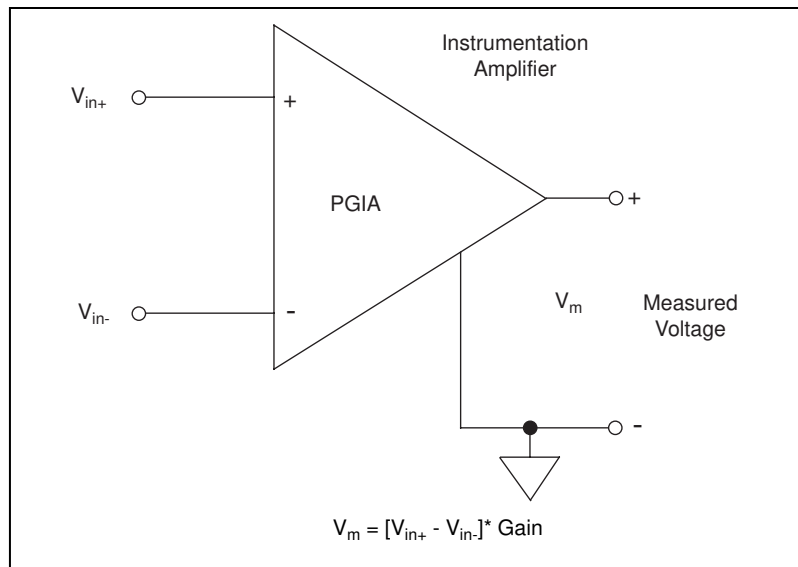 Instrumentation
Amplifier
Vin+
+
PGIA
+
Vin-
-
Vm
Measured
Voltage
-
Vm = [Vin+ - Vin-]* Gain